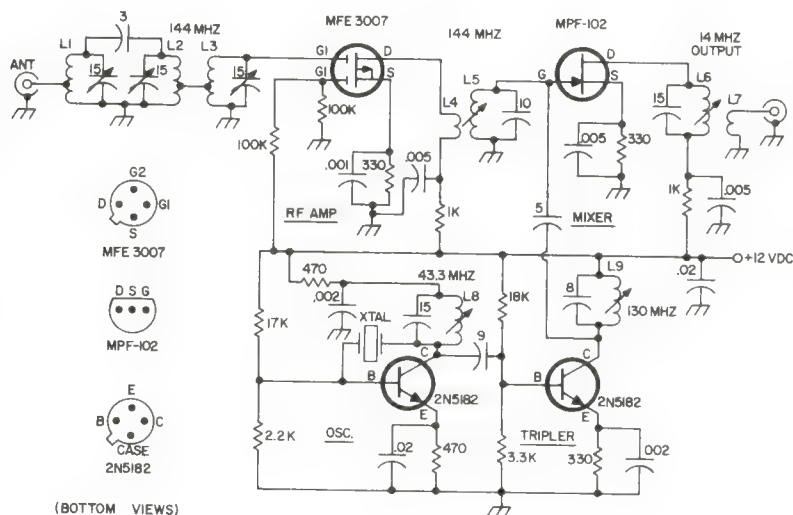 3
144 MHZ
MFE 3007
144 MHZ
MPF-102
14 MHZ
OUTPUT
L1
L2
L3
ANT
15
15
15
G1
G1
D
S
L4
L5
10
G
D
S
15
L6
L7
100K
100K
.001
330
.005
RF AMP
1K
.005
330
5
MIXER
1K
.005
G2
D
G1
S
MFE 3007
+12 VDC
.02
D S G
MPF-102
470
.002
43.3 MHZ
15
L8
XTAL
17K
18K
9
8
L9
130 MHZ
B
C
E
2N5182
B
C
E
2N5182
E
B
C
CASE
2N5182
2.2K
OSC.
.02
470
3.3K
TRIPLER
330
.002
(BOTTOM VIEWS)